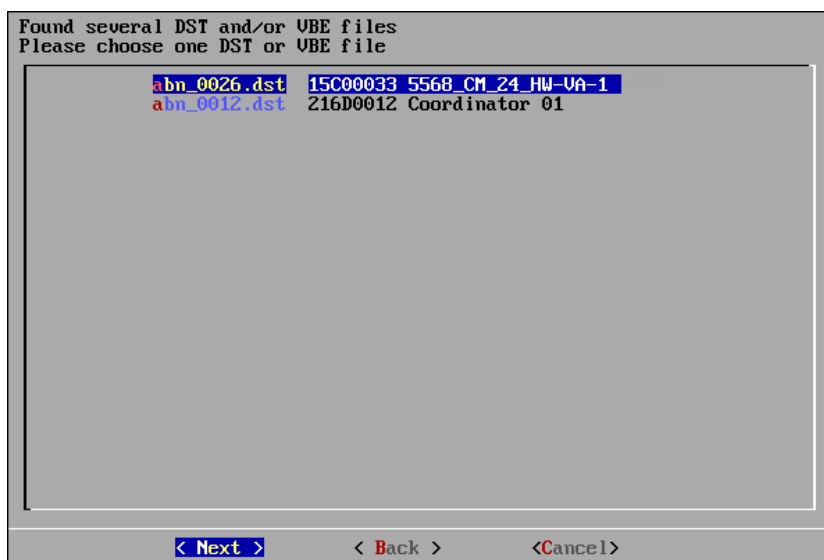 Found several DST and/or VBE files
Please choose one DST or VBE file
abn_0026.dst 15C00033 5568_CM_24_HW-VA-1
abn_0012.dst 216D0012 Coordinator 01
< Next > < Back > <Cancel>